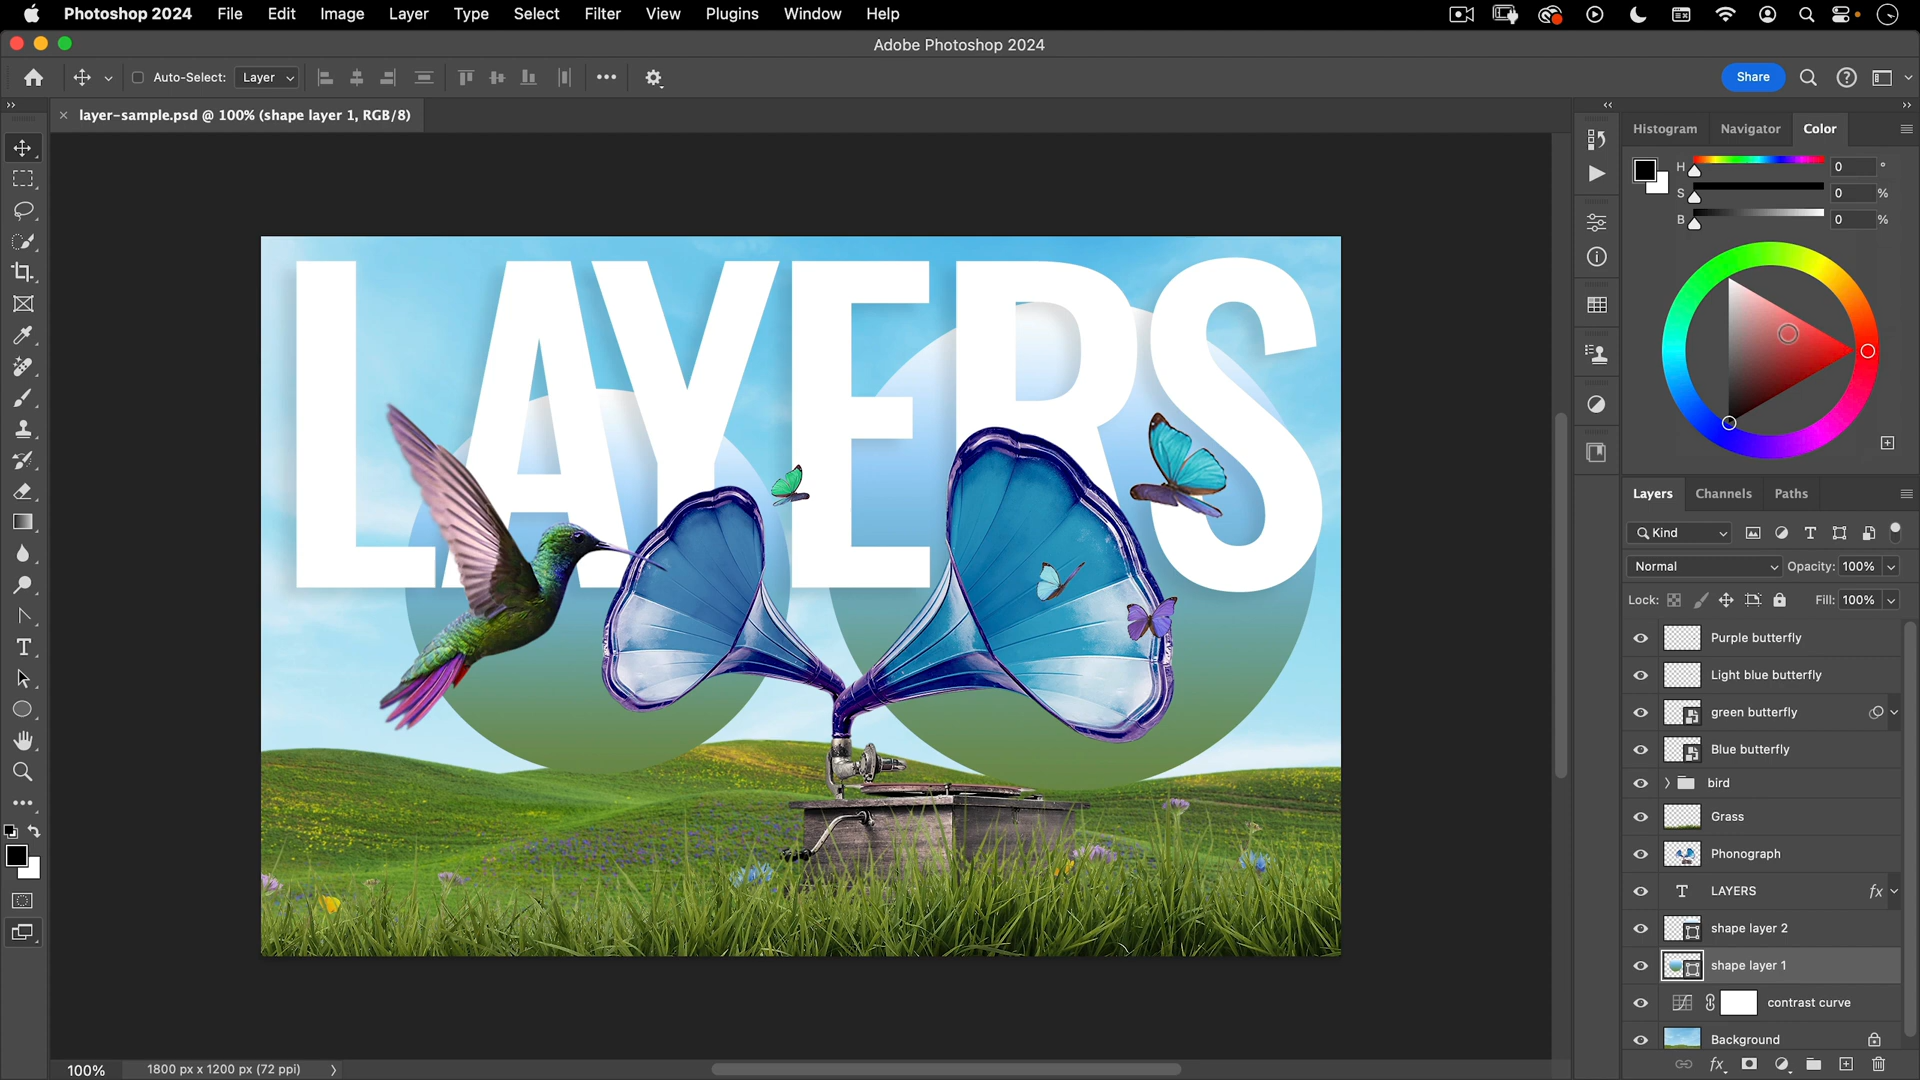 Photoshop 2024 File Edit Image Layer Type Select Filter View Plugins Window Help
Adobe Photoshop 2024
Auto-Select: Layer
Share
layer-sample.psd @ 100% (shape layer 1, RGB/8)
Histogram Navigator Color
H 0 °
S 0 %
B 0 %
LAYERS
Layers Channels Paths
Kind
Normal Opacity: 100%
Lock: Fill: 100%
Purple butterfly
Light blue butterfly
green butterfly
Blue butterfly
bird
Grass
Phonograph
T LAYERS fx
shape layer 2
shape layer 1
contrast curve
Background
100% 1800 px x 1200 px (72 ppi)
fx